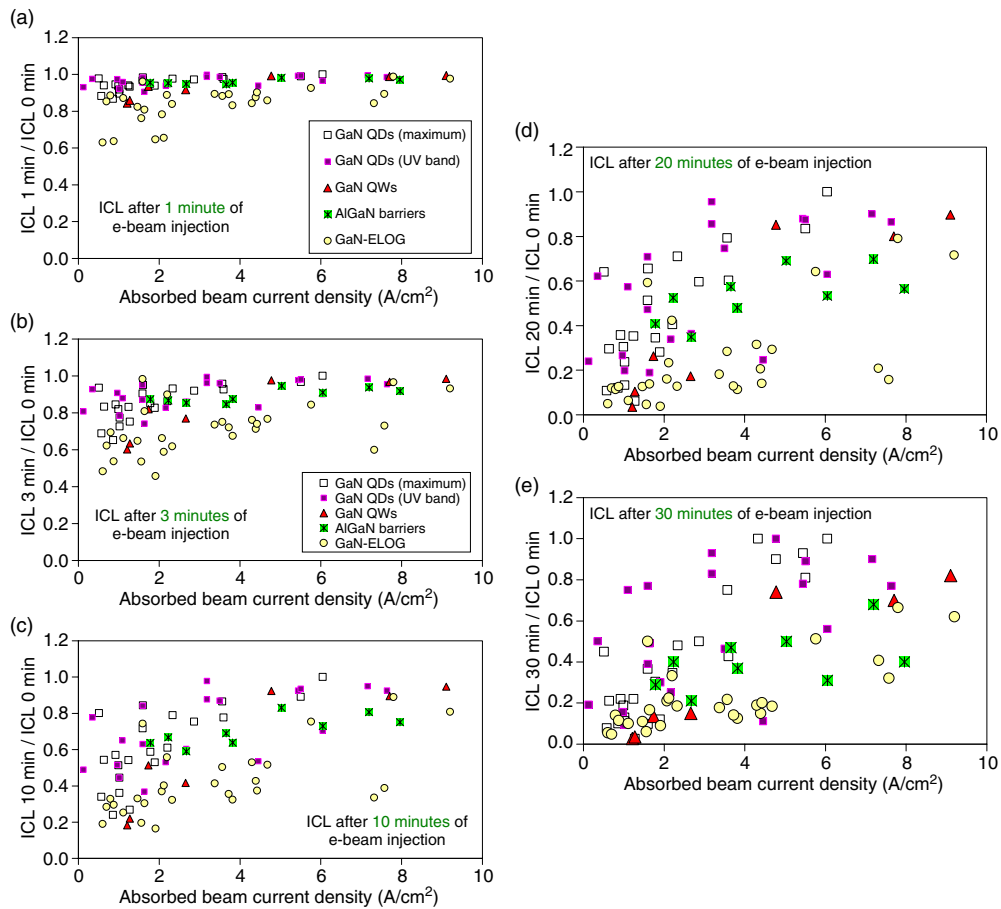 (a)
1.2
1.0
0.8
0.6
0.4
0.2
0.0
ICL 1 min / ICL 0 min
GaN QDs (maximum)
GaN QDs (UV band)
GaN QWs
AlGaN barriers
GaN-ELOG
ICL after 1 minute of
e-beam injection
0 2 4 6 8 10
Absorbed beam current density (A/cm²)
(b)
1.2
1.0
0.8
0.6
0.4
0.2
0.0
ICL 3 min / ICL 0 min
GaN QDs (maximum)
GaN QDs (UV band)
GaN QWs
AlGaN barriers
GaN-ELOG
ICL after 3 minutes of
e-beam injection
0 2 4 6 8 10
Absorbed beam current density (A/cm²)
(c)
1.2
1.0
0.8
0.6
0.4
0.2
0.0
ICL 10 min / ICL 0 min
ICL after 10 minutes of
e-beam injection
0 2 4 6 8 10
Absorbed beam current density (A/cm²)
(d)
1.2
1.0
0.8
0.6
0.4
0.2
0.0
ICL 20 min / ICL 0 min
ICL after 20 minutes of e-beam injection
0 2 4 6 8 10
Absorbed beam current density (A/cm²)
(e)
1.2
1.0
0.8
0.6
0.4
0.2
0.0
ICL 30 min / ICL 0 min
ICL after 30 minutes of e-beam injection
0 2 4 6 8 10
Absorbed beam current density (A/cm²)